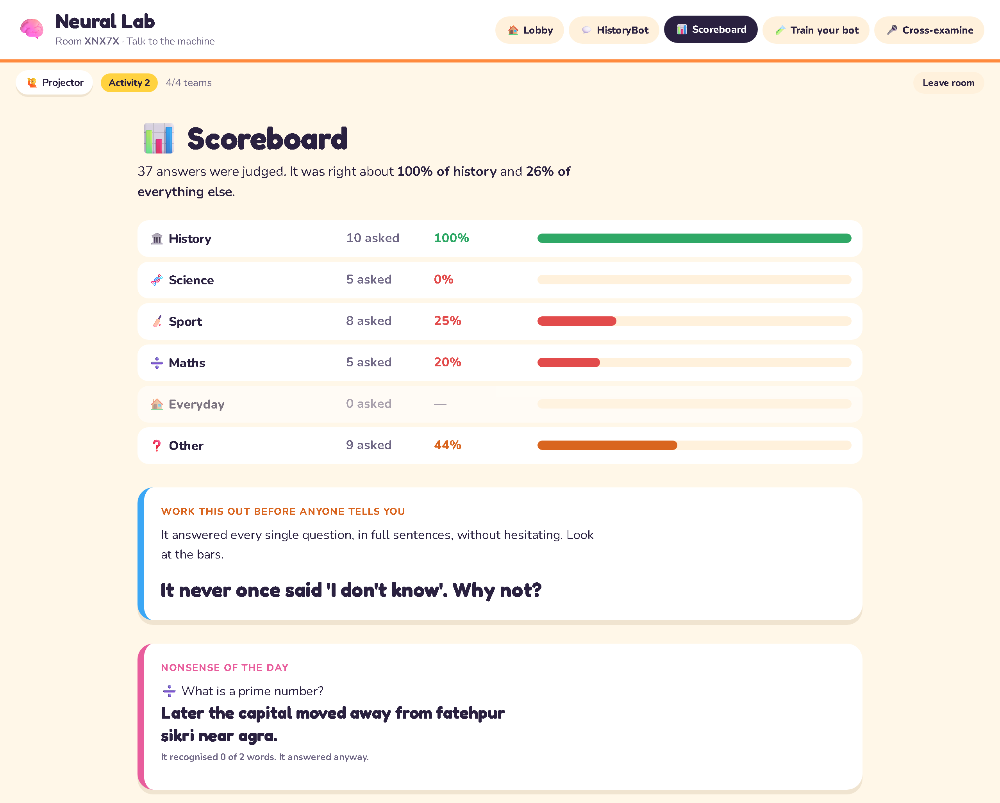 Neural Lab
Room XNX7X · Talk to the machine
Lobby
HistoryBot
Scoreboard
Train your bot
Cross-examine
Projector
Activity 2
4/4 teams
Leave room
Scoreboard
37 answers were judged. It was right about 100% of history and 26% of
everything else.
History 10 asked 100%
Science 5 asked 0%
Sport 8 asked 25%
Maths 5 asked 20%
Everyday 0 asked —
Other 9 asked 44%
WORK THIS OUT BEFORE ANYONE TELLS YOU
It answered every single question, in full sentences, without hesitating. Look
at the bars.
It never once said 'I don't know'. Why not?
NONSENSE OF THE DAY
What is a prime number?
Later the capital moved away from fatehpur
sikri near agra.
It recognised 0 of 2 words. It answered anyway.